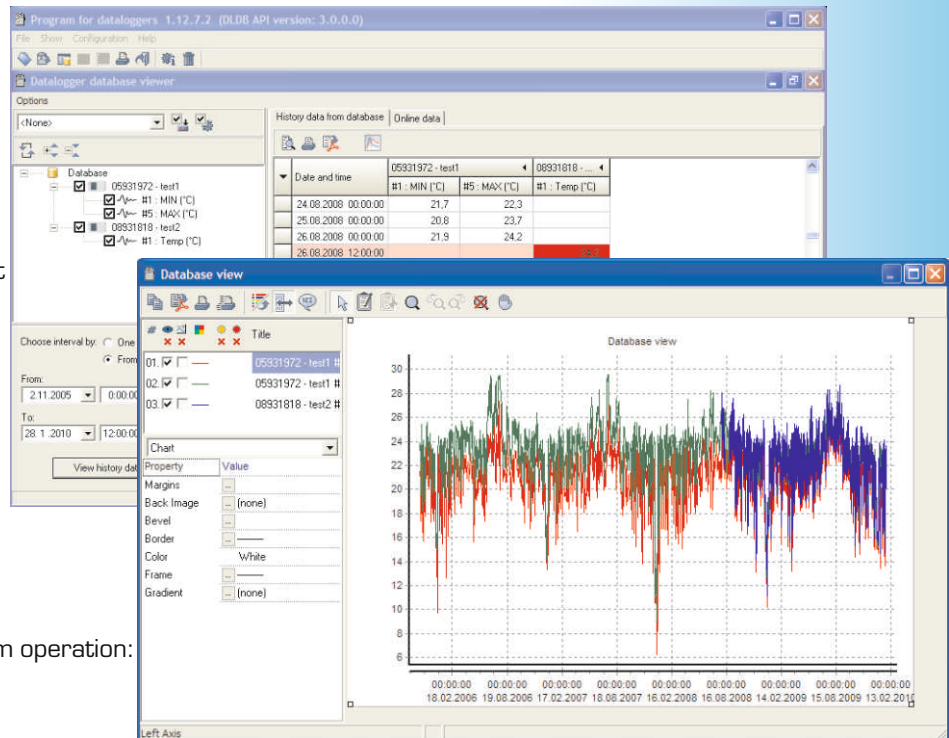 Program for dataloggers 1.12.7.2 (DLDB API version: 3.0.0.0)
File Show Configuration Help
Datalogger database viewer
Options
<None>
History data from database Online data
Database
05931972 - test1
#1 : MIN (°C)
#5 : MAX (°C)
08931818 - test2
#1 : Temp (°C)
Date and time 05931972 - test1 08931818 - ...
#1 : MIN (°C) #5 : MAX (°C) #1 : Temp (°C)
24.08.2008 00:00:00 21,7 22,3
25.08.2008 00:00:00 20,8 23,7
26.08.2008 00:00:00 21,9 24,2
26.08.2008 12:00:00
t
Choose interval by: One
From
From:
2.11.2005 0:00:00
To:
28. 1 .2010 12:00:00
View history dat
m operation:
Database view
# Title
01. 05931972 - test1 #
02. 05931972 - test1 #
03. 08931818 - test2 #
Chart
Property Value
Margins ...
Back Image ... (none)
Bevel ...
Border ...
Color White
Frame ...
Gradient ... (none)
Database view
30
28
26
24
22
20
18
16
14
12
10
8
6
00:00:00 00:00:00 00:00:00 00:00:00 00:00:00 00:00:00 00:00:00 00:00:00 00:00:00
18.02.2006 19.08.2006 17.02.2007 18.08.2007 16.02.2008 16.08.2008 14.02.2009 15.08.2009 13.02.2010
Left Axis